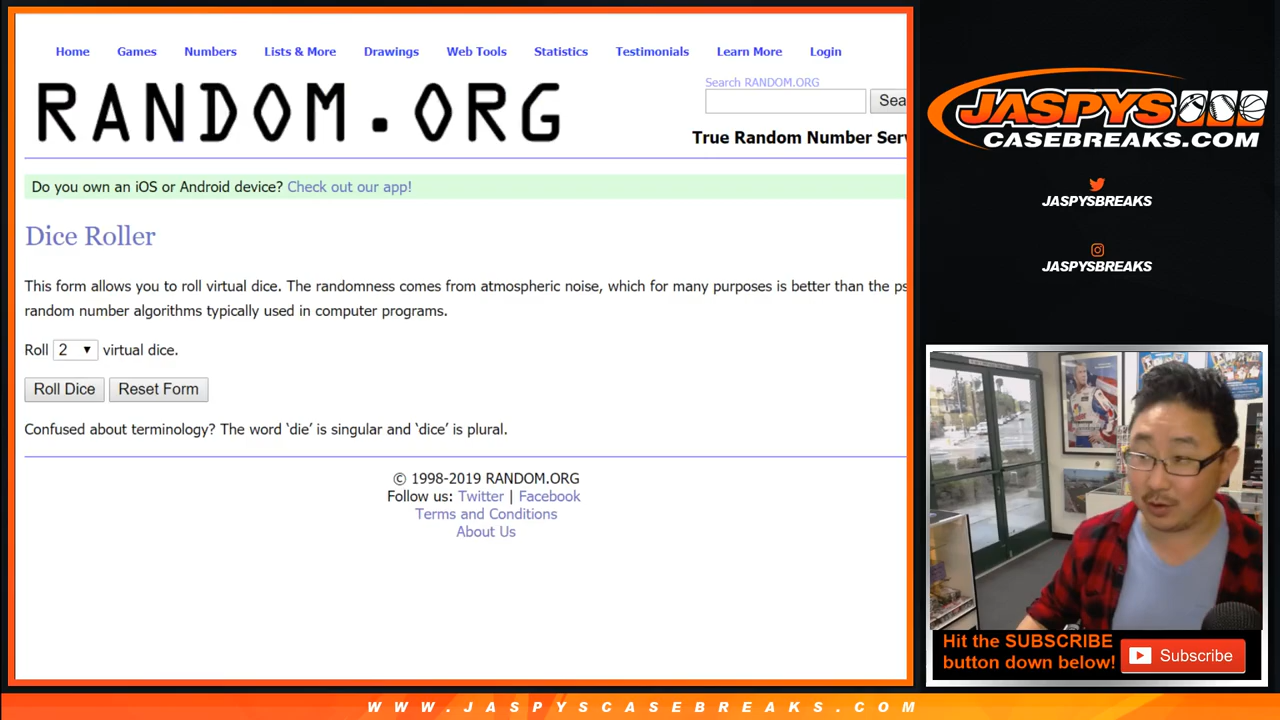 Home Games Numbers Lists & More Drawings Web Tools Statistics Testimonials Learn More Login
RANDOM.ORG
Search RANDOM.ORG
Sea
True Random Number Serv
Do you own an iOS or Android device? Check out our app!
Dice Roller
This form allows you to roll virtual dice. The randomness comes from atmospheric noise, which for many purposes is better than the ps
random number algorithms typically used in computer programs.
Roll 2 virtual dice.
Roll Dice Reset Form
Confused about terminology? The word ‘die’ is singular and ‘dice’ is plural.
© 1998-2019 RANDOM.ORG
Follow us: Twitter | Facebook
Terms and Conditions
About Us
JASPYS
CASEBREAKS.COM
JASPYSBREAKS
JASPYSBREAKS
Hit the SUBSCRIBE
button down below!
Subscribe
WWW.JASPYSCASEBREAKS.COM